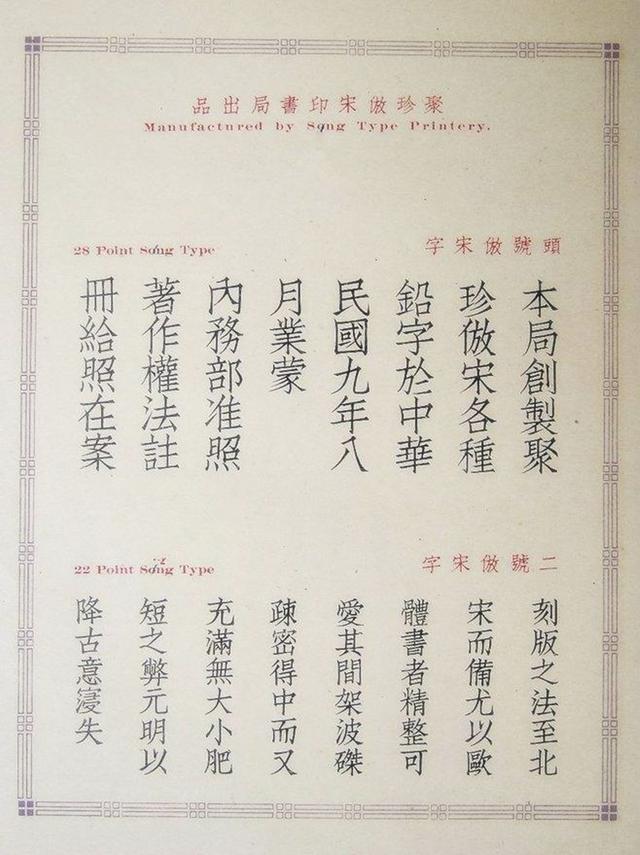 聚珍倣宋印書局出品
Manufactured by Song Type Printery.
頭號倣宋字
28 Point Song Type
本局創製聚
珍倣宋各種
鉛字於中華
民國九年八
月業蒙
內務部准照
著作權法註
冊給照在案
二號倣宋字
22 Point Song Type
刻版之法至北
宋而備尤以歐
體書者精整可
愛其間架波磔
疎密得中而又
充滿無大小肥
短之弊元明以
降古意寖失